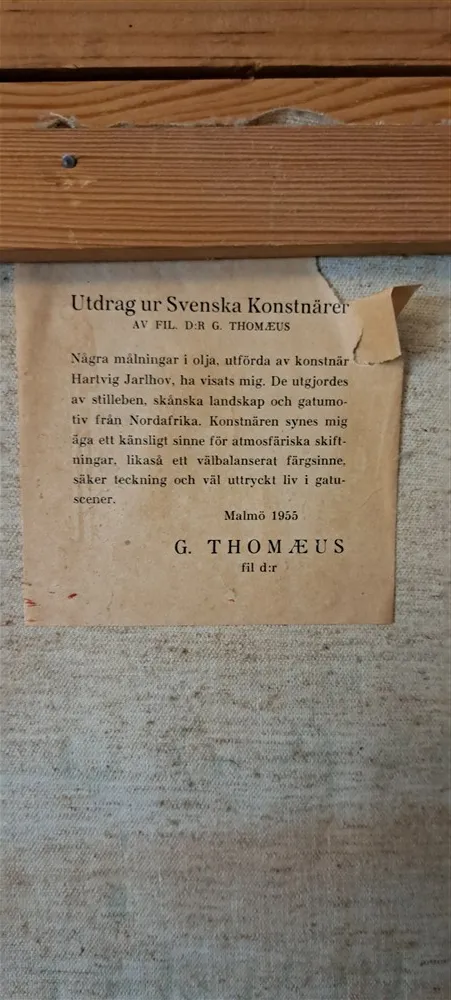 Utdrag ur Svenska Konstnärer
AV FIL. D:R G. THOMÆUS
Några målningar i olja, utförda av konstnär
Hartvig Jarlhov, ha visats mig. De utgjordes
av stilleben, skånska landskap och gatumo-
tiv från Nordafrika. Konstnären synes mig
äga ett känsligt sinne för atmosfäriska skift-
ningar, likaså ett välbalanserat färgsinne,
säker teckning och väl uttryckt liv i gatu-
scener.
Malmö 1955
G. THOMÆUS
fil d:r